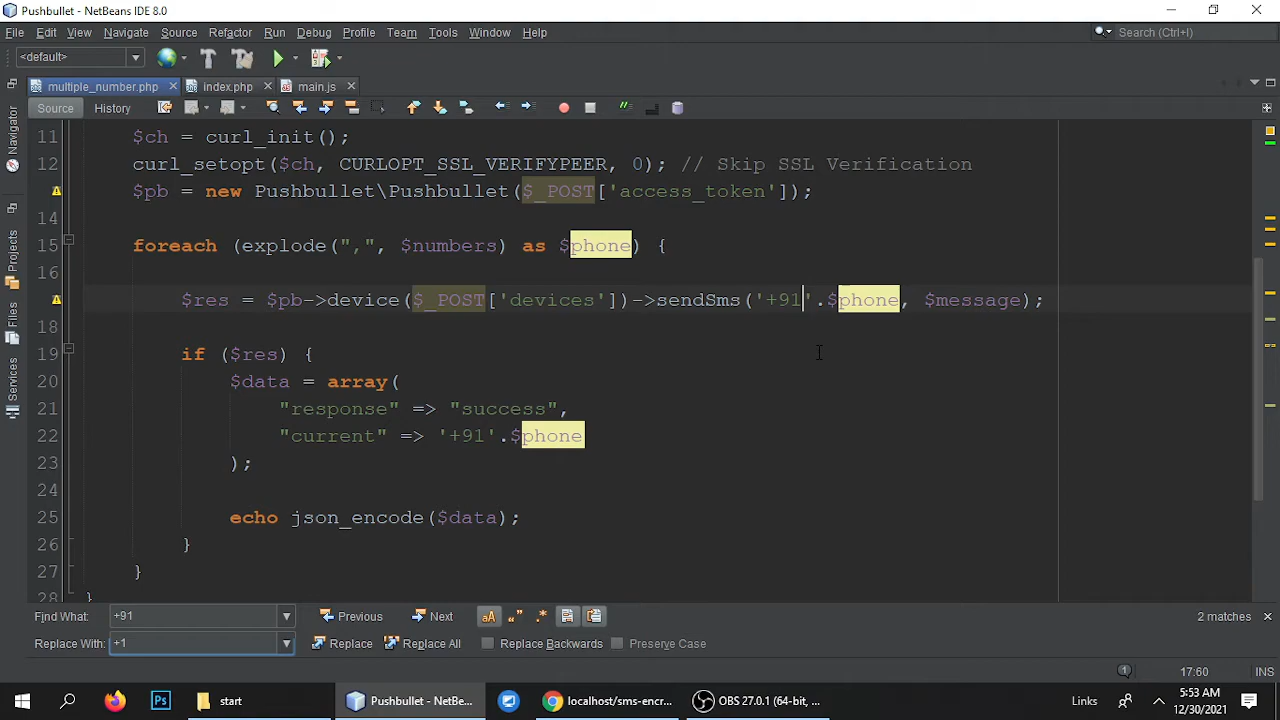 Pushbullet - NetBeans IDE 8.0
File Edit View Navigate Source Refactor Run Debug Profile Team Tools Window Help
Search (Ctrl+I)
<default>
multiple_number.php index.php main.js
Source History
Navigator
Projects
Files
Services
11 $ch = curl_init();
12 curl_setopt($ch, CURLOPT_SSL_VERIFYPEER, 0); // Skip SSL Verification
$pb = new Pushbullet\Pushbullet($_POST['access_token']);
14
15 foreach (explode(",", $numbers) as $phone) {
16
$res = $pb->device($_POST['devices'])->sendSms('+91'.$phone, $message);
19 if ($res) {
20 $data = array(
21 "response" => "success",
22 "current" => '+91'.$phone
23 );
24
25 echo json_encode($data);
26 }
27 }
28 }
Find What: +91 Previous Next 2 matches
Replace With: +1 Replace Replace All Replace Backwards Preserve Case
1 17:60 INS
start Pushbullet - NetBeans... localhost/sms-encr... OBS 27.0.1 (64-bit, ... Links 5:53 AM
12/30/2021